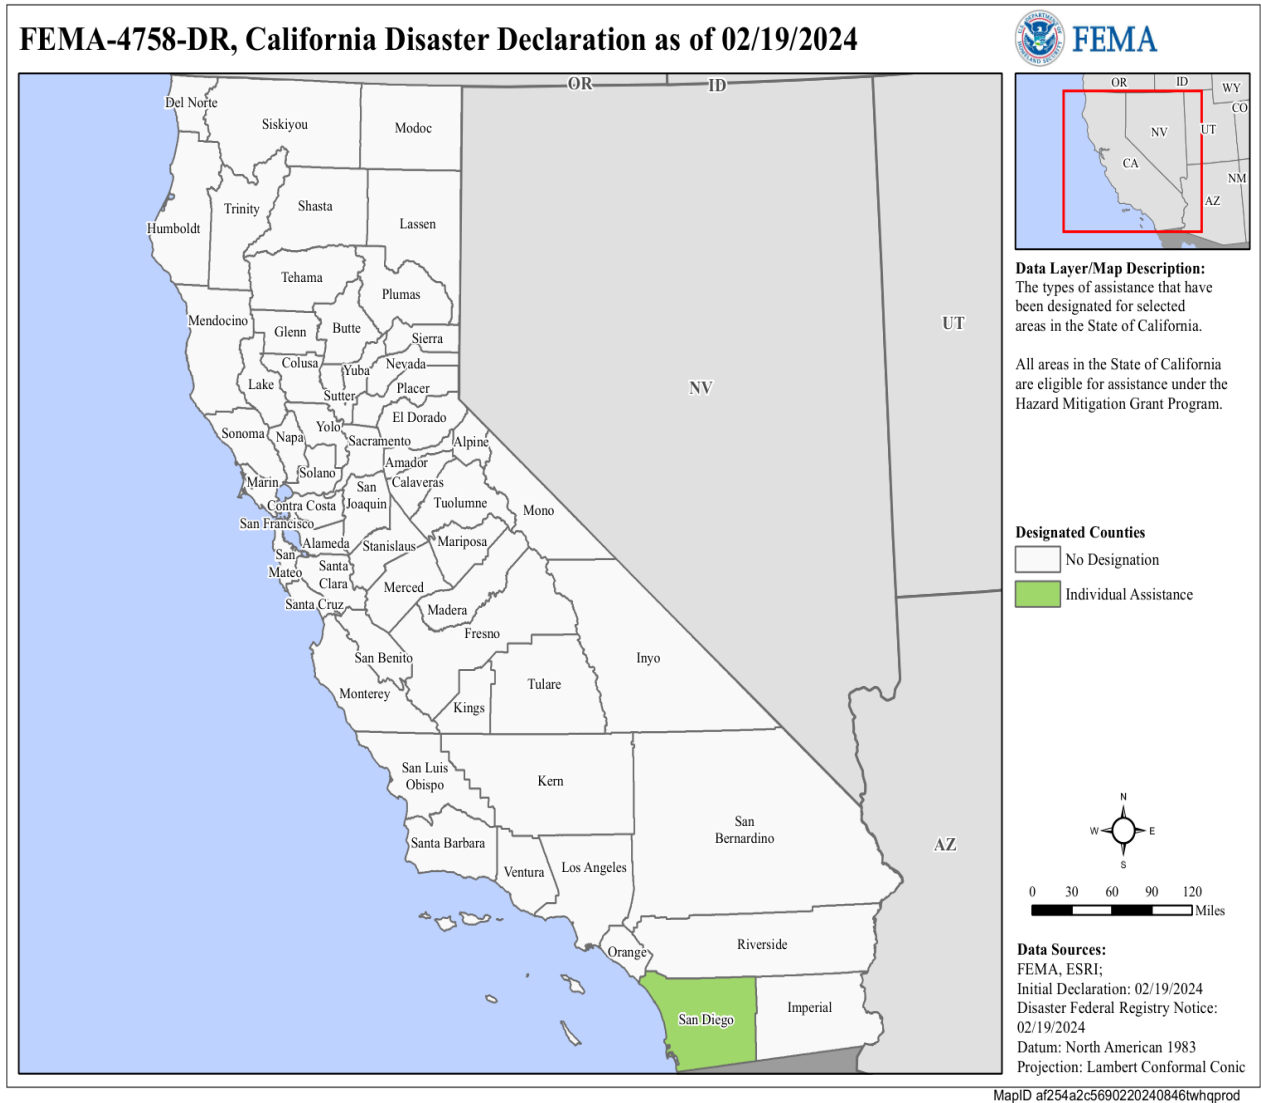 FEMA-4758-DR, California Disaster Declaration as of 02/19/2024
FEMA
OR
ID
WY
CO
NV
UT
CA
NM
AZ
OR
ID
Del Norte
Siskiyou
Modoc
Humboldt
Trinity
Shasta
Lassen
Tehama
Plumas
Mendocino
Glenn
Butte
Sierra
Colusa
Yuba
Nevada
Lake
Sutter
Placer
Sonoma
Napa
Yolo
El Dorado
Sacramento
Alpine
Solano
Amador
Marin
San
Joaquin
Calaveras
Contra Costa
Tuolumne
Mono
San Francisco
Alameda
Stanislaus
Mariposa
San
Mateo
Santa
Clara
Merced
Santa Cruz
Madera
Fresno
San Benito
Inyo
Monterey
Kings
Tulare
San Luis
Obispo
Kern
San
Bernardino
Santa Barbara
Ventura
Los Angeles
Orange
Riverside
San Diego
Imperial
NV
UT
AZ
Data Layer/Map Description:
The types of assistance that have
been designated for selected
areas in the State of California.
All areas in the State of California
are eligible for assistance under the
Hazard Mitigation Grant Program.
Designated Counties
No Designation
Individual Assistance
N
W
E
S
0 30 60 90 120
Miles
Data Sources:
FEMA, ESRI;
Initial Declaration: 02/19/2024
Disaster Federal Registry Notice:
02/19/2024
Datum: North American 1983
Projection: Lambert Conformal Conic
MapID af254a2c5690220240846twhqprod